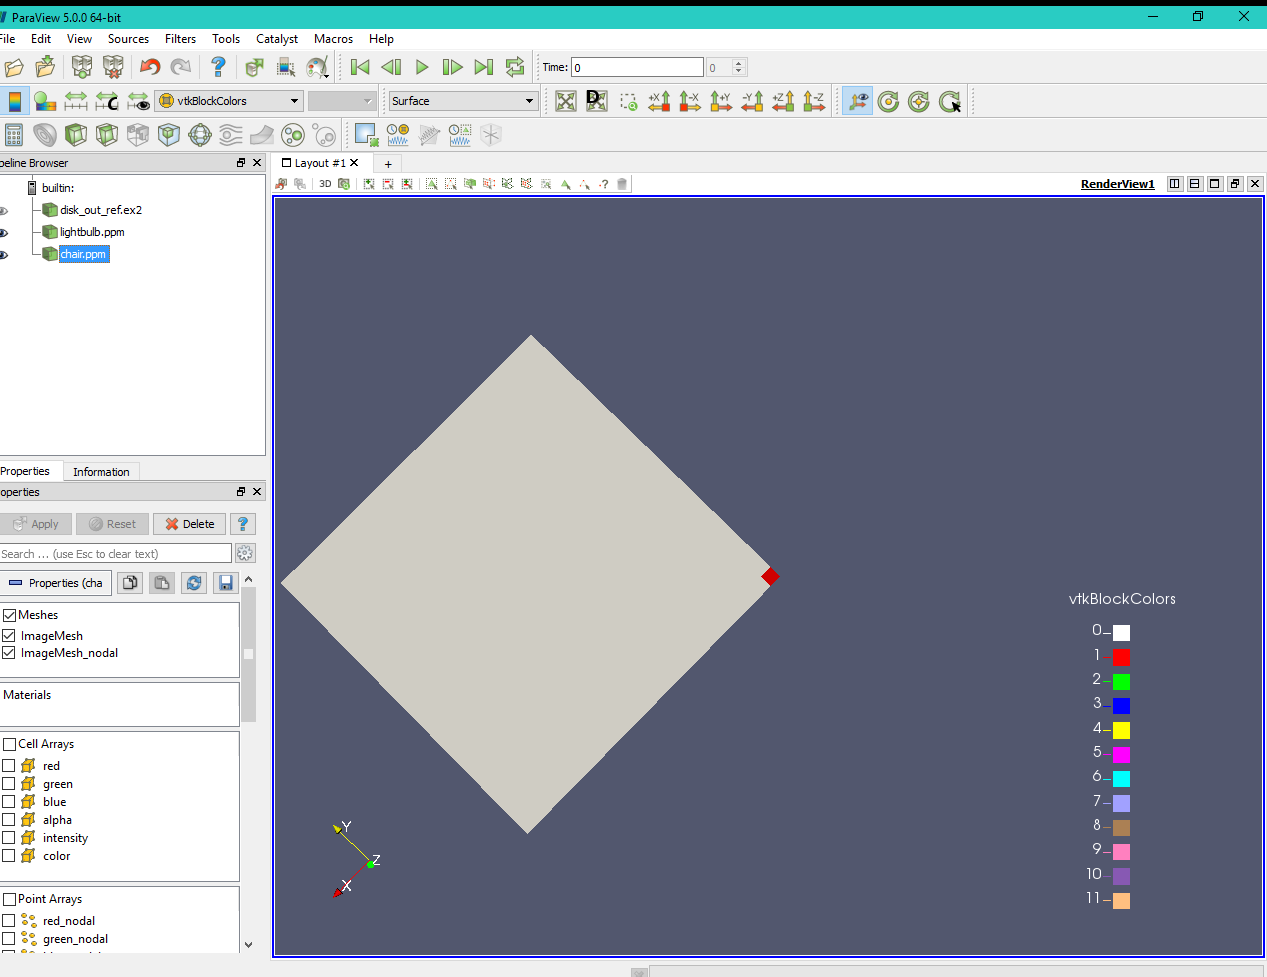 ParaView 5.0.0 64-bit
File Edit View Sources Filters Tools Catalyst Macros Help
Time: 0 0
vtkBlockColors Surface
+X -X +Y -Y +Z -Z
peline Browser
Layout #1
3D
RenderView1
builtin:
disk_out_ref.ex2
lightbulb.ppm
chair.ppm
Properties Information
operties
Apply Reset Delete ?
Search ... (use Esc to clear text)
Properties (cha
Meshes
ImageMesh
ImageMesh_nodal
Materials
Cell Arrays
red
green
blue
alpha
intensity
color
Point Arrays
red_nodal
green_nodal
Y
Z
X
vtkBlockColors
0
1
2
3
4
5
6
7
8
9
10
11